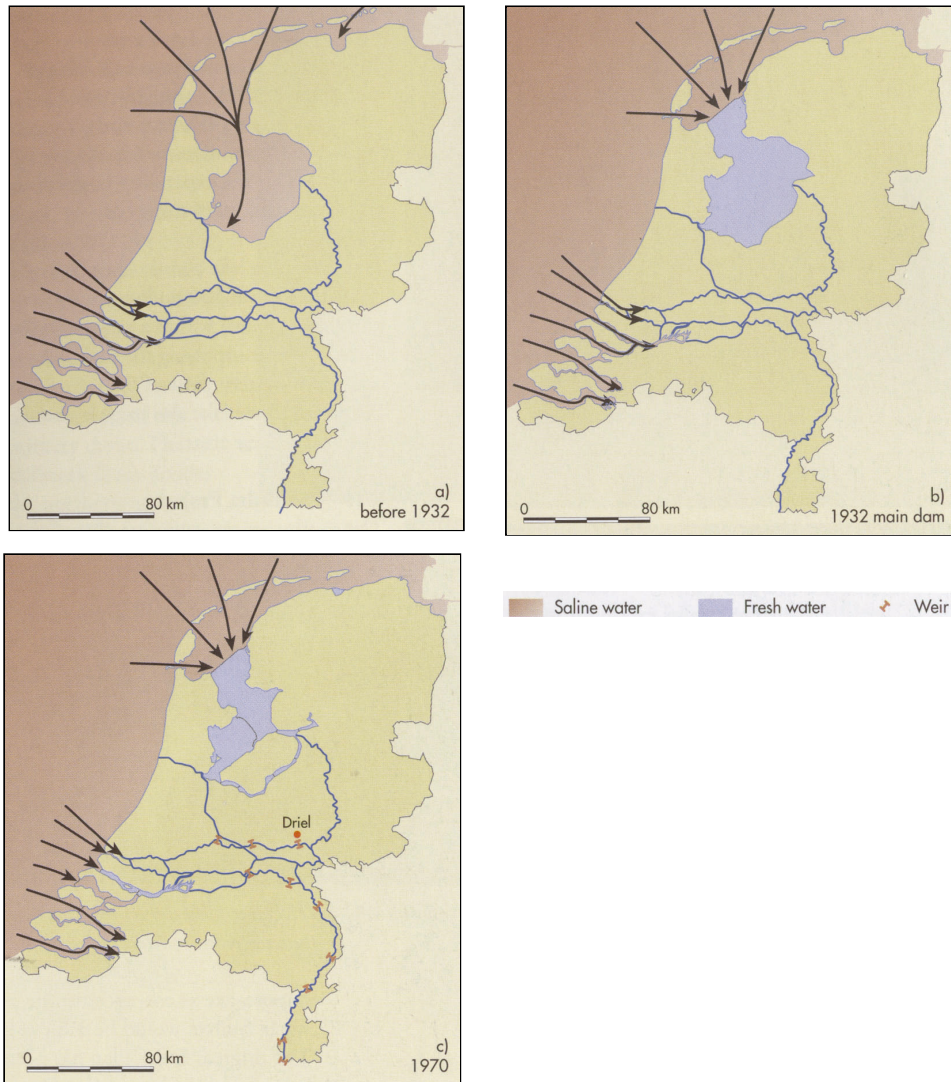 a)
0 80 km
before 1932
b)
0 80 km
1932 main dam
Driel
c)
0 80 km
1970
Saline water Fresh water Weir